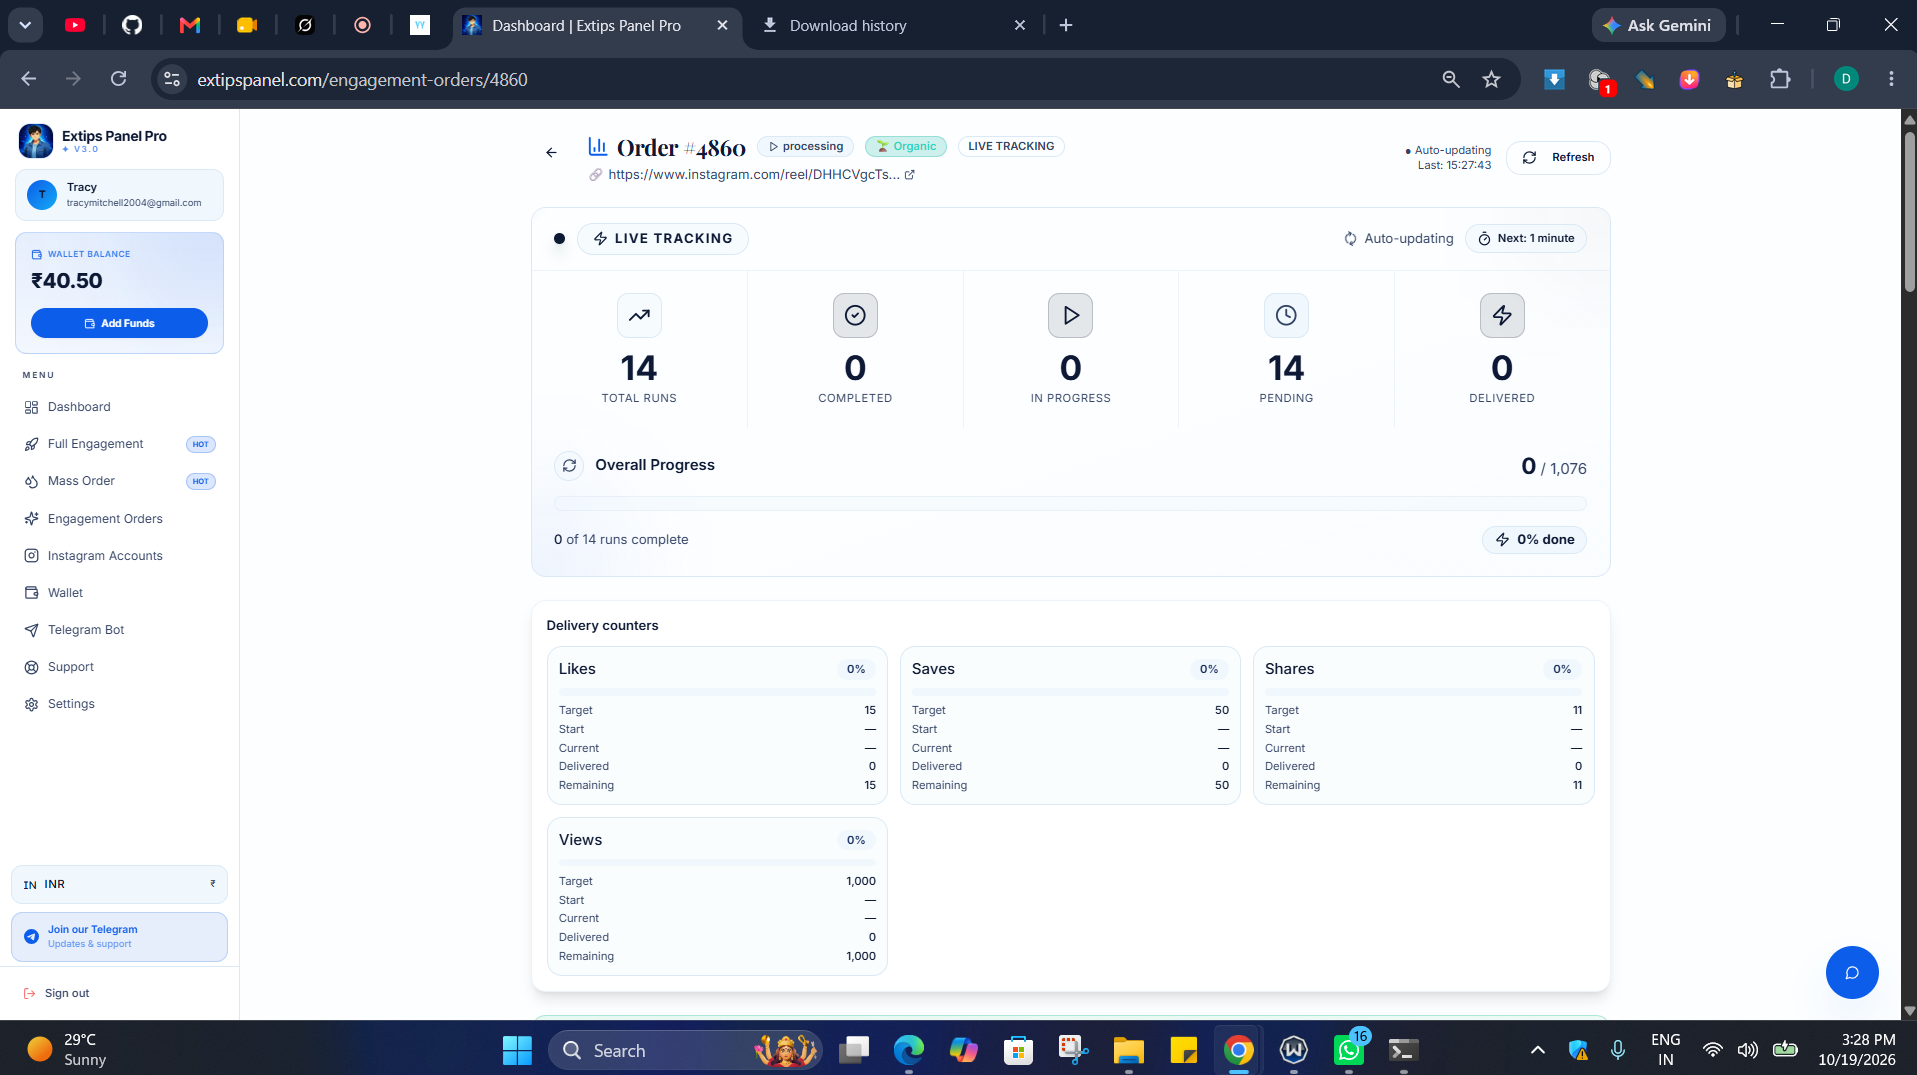 Dashboard | Extips Panel Pro
Download history
Ask Gemini
extipspanel.com/engagement-orders/4860
1
D
Extips Panel Pro
V3.0
T
Tracy
tracymitchell2004@gmail.com
WALLET BALANCE
₹40.50
Add Funds
MENU
Dashboard
Full Engagement HOT
Mass Order HOT
Engagement Orders
Instagram Accounts
Wallet
Telegram Bot
Support
Settings
IN INR ₹
Join our Telegram
Updates & support
Sign out
Order #4860 processing Organic LIVE TRACKING
https://www.instagram.com/reel/DHHCVgcTs...
Auto-updating
Last: 15:27:43
Refresh
LIVE TRACKING
Auto-updating
Next: 1 minute
14
TOTAL RUNS
0
COMPLETED
0
IN PROGRESS
14
PENDING
0
DELIVERED
Overall Progress
0 / 1,076
0 of 14 runs complete
0% done
Delivery counters
Likes 0%
Target 15
Start —
Current —
Delivered 0
Remaining 15
Saves 0%
Target 50
Start —
Current —
Delivered 0
Remaining 50
Shares 0%
Target 11
Start —
Current —
Delivered 0
Remaining 11
Views 0%
Target 1,000
Start —
Current —
Delivered 0
Remaining 1,000
29°C
Sunny
Search
16
ENG
IN
3:28 PM
10/19/2026